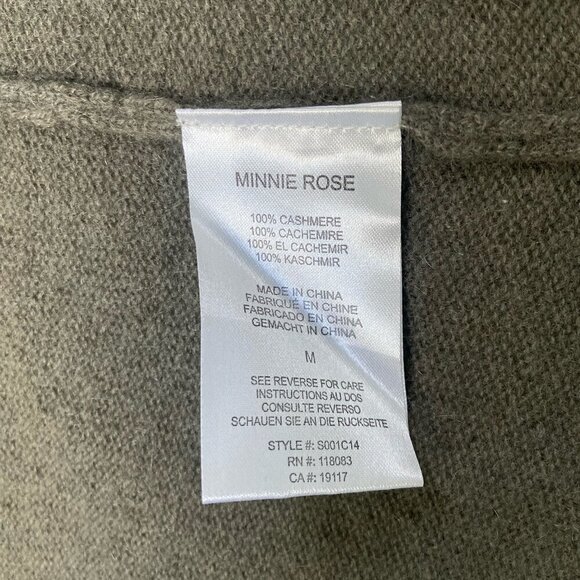 MINNIE ROSE
100% CASHMERE
100% CACHEMIRE
100% EL CACHEMIR
100% KASCHMIR
MADE IN CHINA
FABRIQUÉ EN CHINE
FABRICADO EN CHINA
GEMACHT IN CHINA
M
SEE REVERSE FOR CARE
INSTRUCTIONS AU DOS
CONSULTE REVERSO
SCHAUEN SIE AN DIE RUCKSEITE
STYLE #: S001C14
RN #: 118083
CA #: 19117